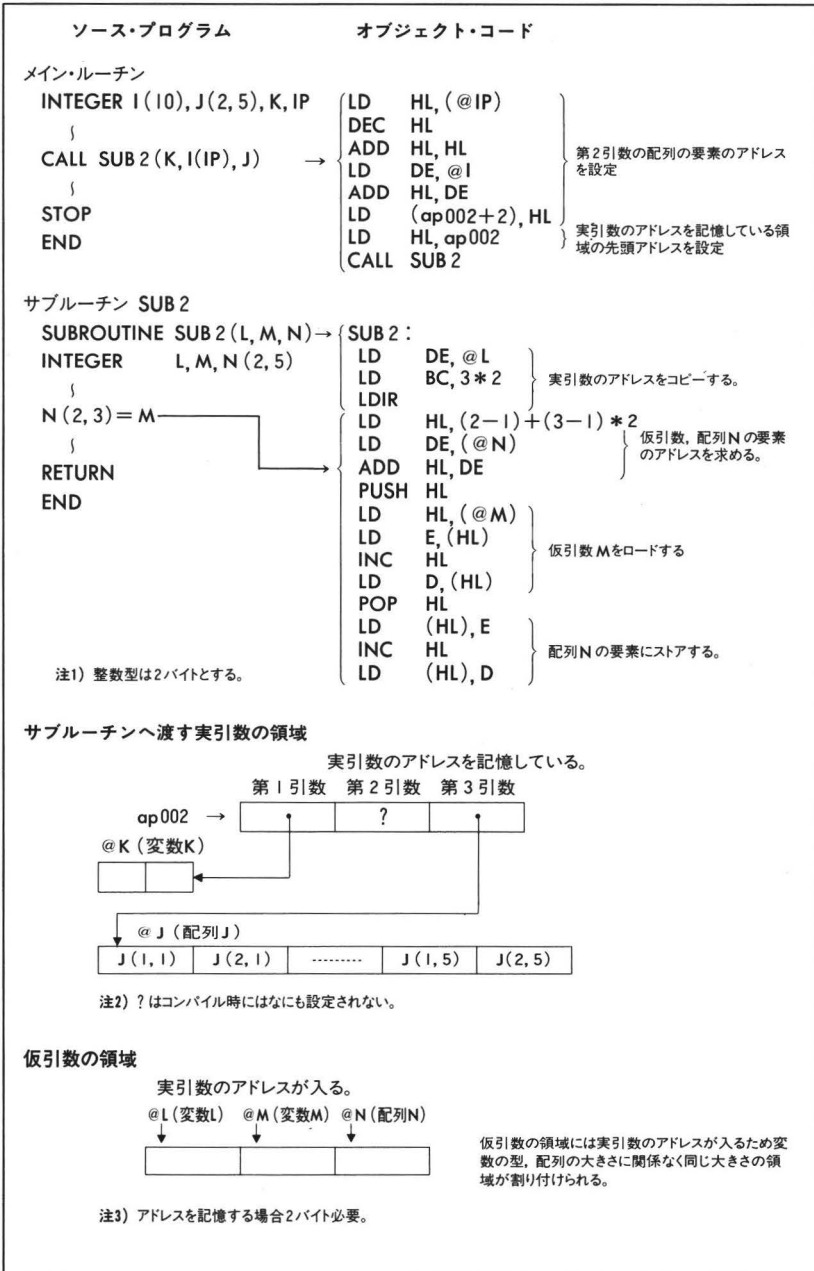 ソース・プログラム オブジェクト・コード
メイン・ルーチン
INTEGER I(10), J(2,5), K, IP
CALL SUB2(K, I(IP), J) →
STOP
END
LD HL, (@IP)
DEC HL
ADD HL, HL
LD DE, @I
ADD HL, DE
LD (ap002+2), HL
LD HL, ap002
CALL SUB2
第2引数の配列の要素のアドレス
を設定
実引数のアドレスを記憶している領
域の先頭アドレスを設定
サブルーチン SUB2
SUBROUTINE SUB2(L, M, N) →
INTEGER L, M, N(2,5)
N(2,3)=M
RETURN
END
SUB2:
LD DE, @L
LD BC, 3*2
LDIR
LD HL, (2-1)+(3-1)*2
LD DE, (@N)
ADD HL, DE
PUSH HL
LD HL, (@M)
LD E, (HL)
INC HL
LD D, (HL)
POP HL
LD (HL), E
INC HL
LD (HL), D
実引数のアドレスをコピーする。
仮引数, 配列Nの要素
のアドレスを求める。
仮引数Mをロードする
配列Nの要素にストアする。
注1) 整数型は2バイトとする。
サブルーチンへ渡す実引数の領域
実引数のアドレスを記憶している。
第1引数 第2引数 第3引数
ap002 → ?
@K(変数K)
@J(配列J)
J(1,1) J(2,1) --------- J(1,5) J(2,5)
注2) ?はコンパイル時にはなにも設定されない。
仮引数の領域
実引数のアドレスが入る。
@L(変数L) @M(変数M) @N(配列N)
仮引数の領域には実引数のアドレスが入るため変
数の型, 配列の大きさに関係なく同じ大きさの領
域が割り付けられる。
注3) アドレスを記憶する場合2バイト必要。